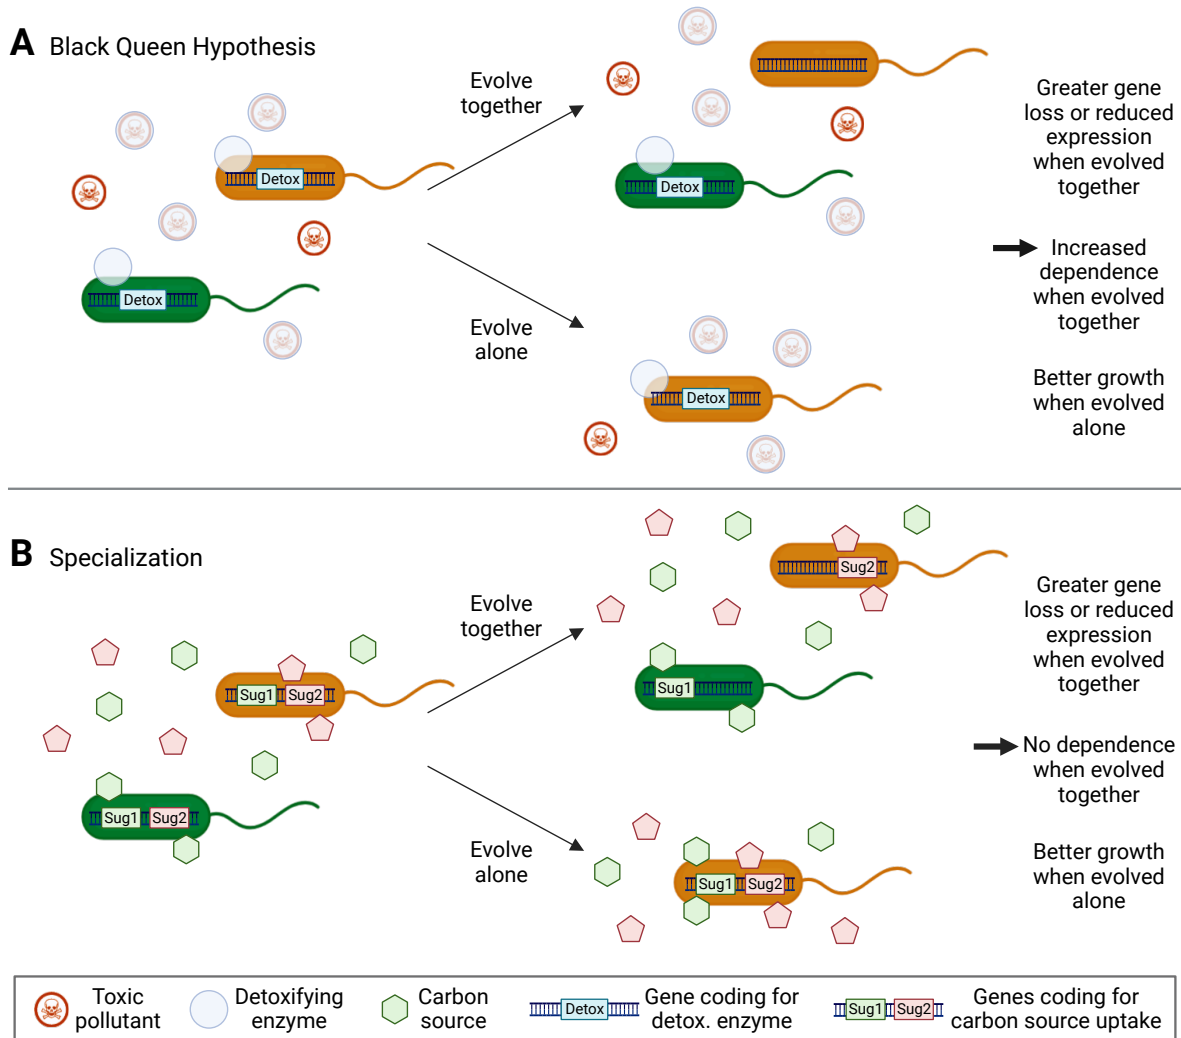 A Black Queen Hypothesis
Evolve
together
Detox
Detox
Evolve
alone
Detox
Detox
Greater gene
loss or reduced
expression
when evolved
together
Increased
dependence
when evolved
together
Better growth
when evolved
alone
B Specialization
Evolve
together
Sug1 Sug2
Sug1 Sug2
Evolve
alone
Sug2
Sug1
Sug1 Sug2
Greater gene
loss or reduced
expression
when evolved
together
No dependence
when evolved
together
Better growth
when evolved
alone
Toxic
pollutant
Detoxifying
enzyme
Carbon
source
Detox
Gene coding for
detox. enzyme
Sug1 Sug2
Genes coding for
carbon source uptake